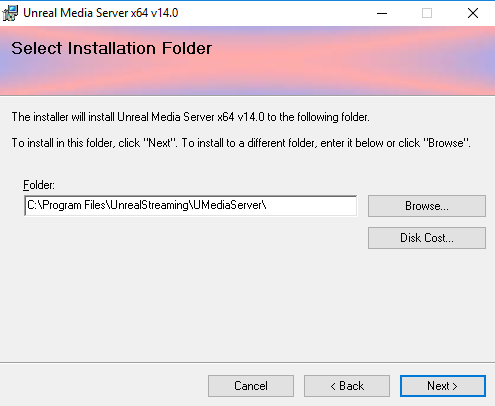 Unreal Media Server x64 v14.0
Select Installation Folder
The installer will install Unreal Media Server x64 v14.0 to the following folder.
To install in this folder, click "Next". To install to a different folder, enter it below or click "Browse".
Folder:
C:\Program Files\UnrealStreaming\UMediaServer\
Browse...
Disk Cost...
Cancel
< Back
Next >